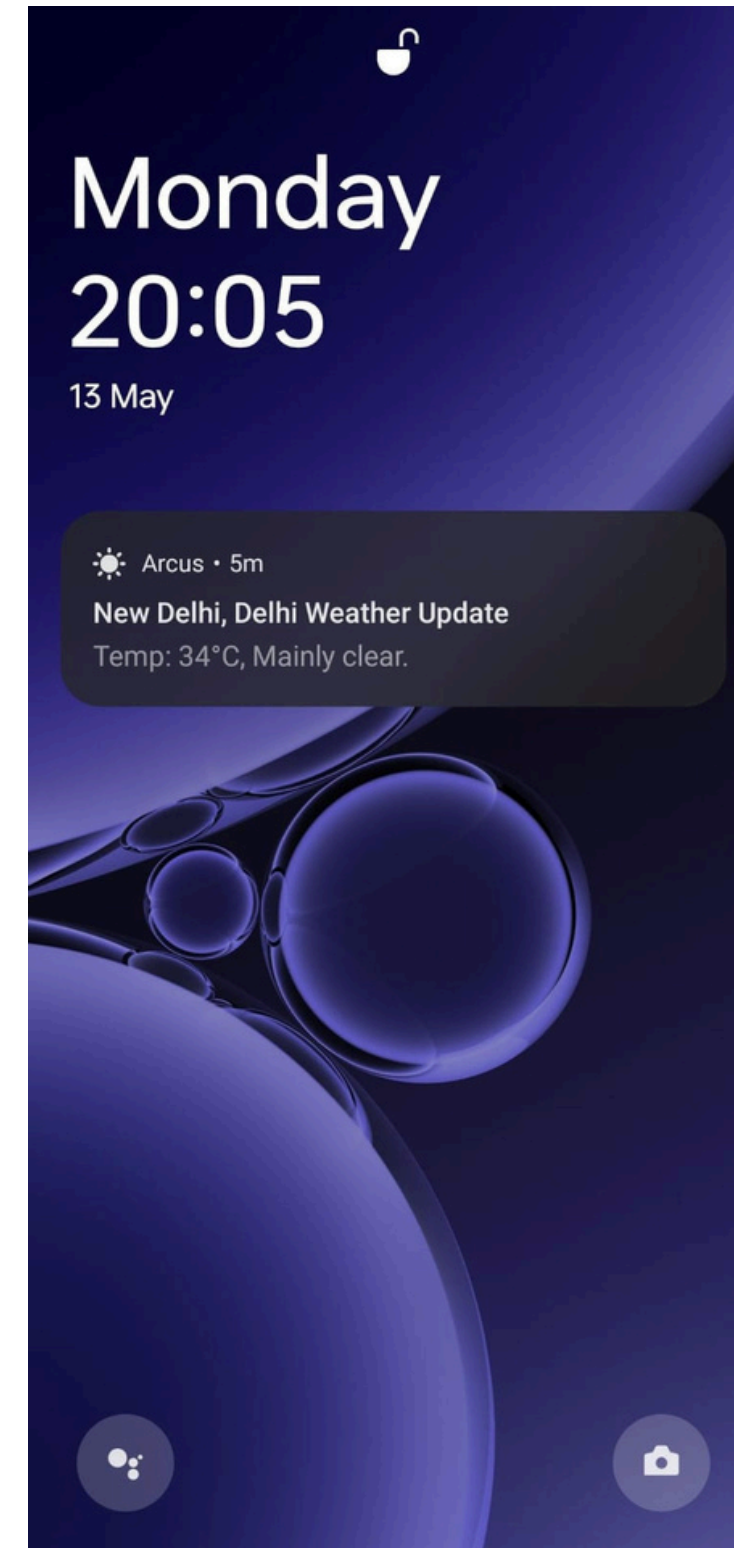 Monday
20:05
13 May
Arcus • 5m
New Delhi, Delhi Weather Update
Temp: 34°C, Mainly clear.